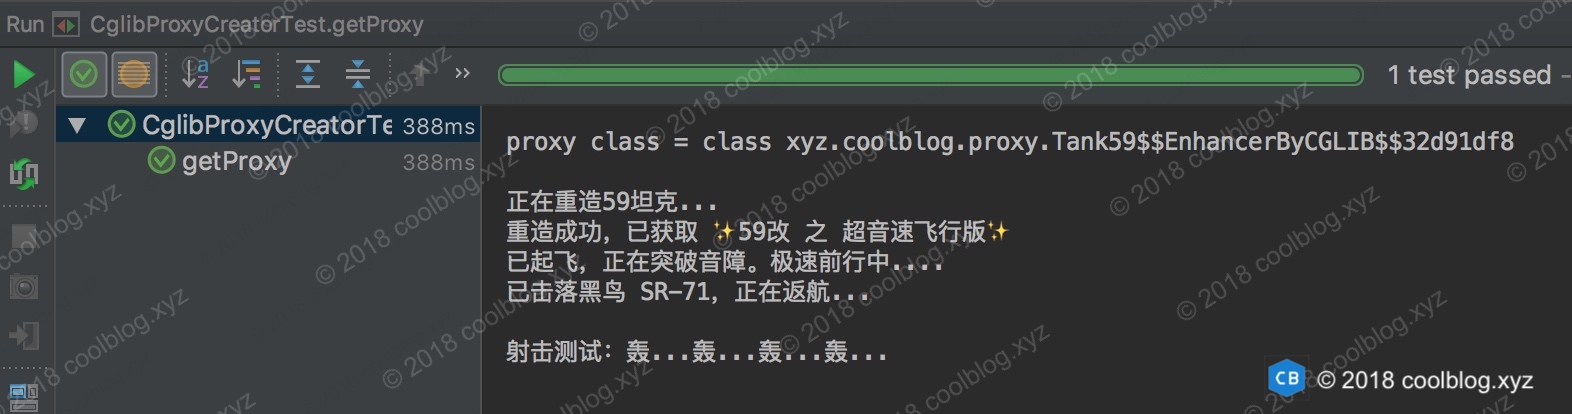 Run CglibProxyCreatorTest.getProxy
1 test passed –
CglibProxyCreatorTe 388ms
getProxy 388ms
proxy class = class xyz.coolblog.proxy.Tank59$$EnhancerByCGLIB$$32d91df8
正在重造59坦克...
重造成功，已获取 ✨59改 之 超音速飞行版✨
已起飞，正在突破音障。极速前行中....
已击落黑鸟 SR-71，正在返航...
射击测试：轰...轰...轰...轰...
CB © 2018 coolblog.xyz